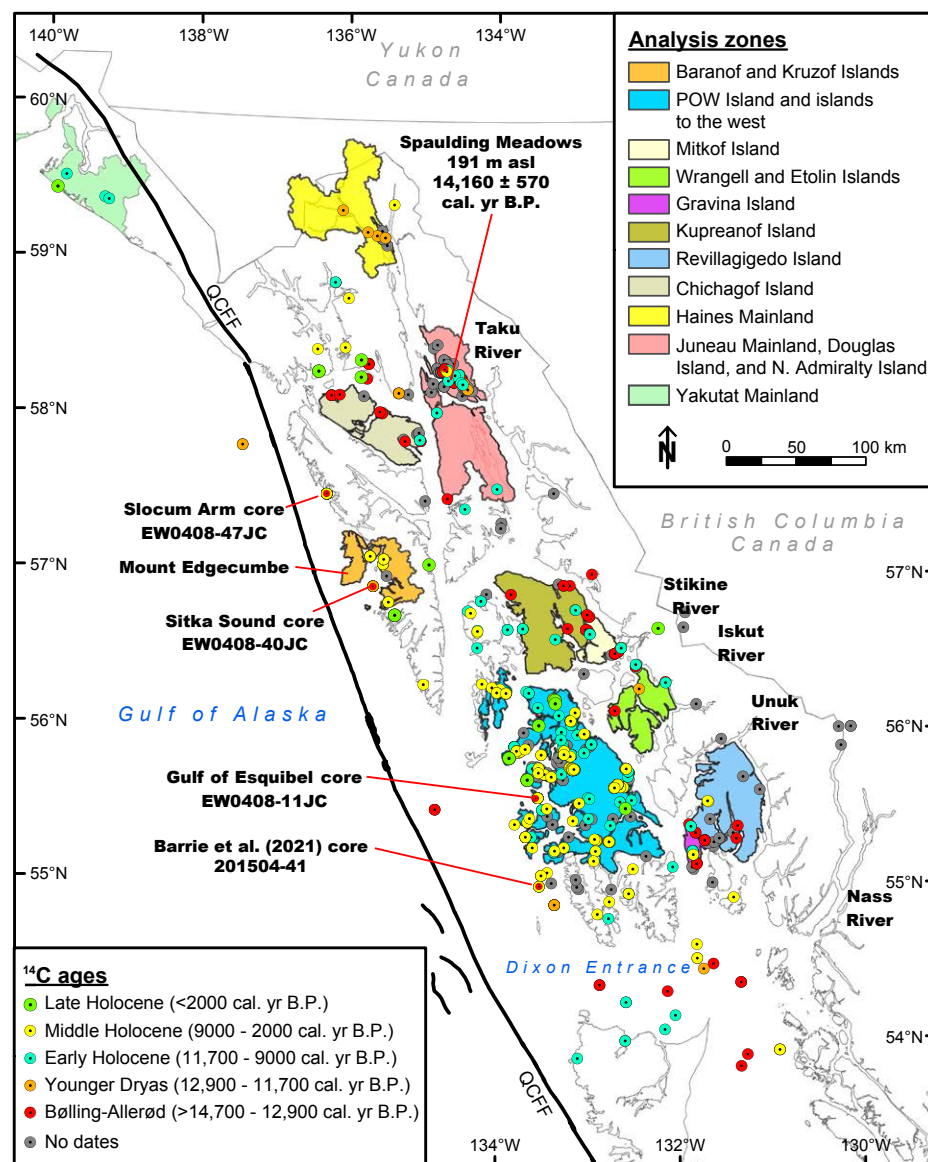 140°W
138°W
136°W
134°W
Yukon
Canada
60°N
59°N
58°N
57°N
56°N
55°N
Spaulding Meadows
191 m asl
14,160 ± 570
cal. yr B.P.
QCFF
Taku
River
Slocum Arm core
EW0408-47JC
Mount Edgecumbe
Sitka Sound core
EW0408-40JC
British Columbia
Canada
57°N
Stikine
River
Iskut
River
Unuk
River
56°N
Gulf of Alaska
Gulf of Esquibel core
EW0408-11JC
Barrie et al. (2021) core
201504-41
55°N
Nass
River
Dixon Entrance
54°N
QCFF
134°W
132°W
130°W
Analysis zones
Baranof and Kruzof Islands
POW Island and islands
to the west
Mitkof Island
Wrangell and Etolin Islands
Gravina Island
Kupreanof Island
Revillagigedo Island
Chichagof Island
Haines Mainland
Juneau Mainland, Douglas
Island, and N. Admiralty Island
Yakutat Mainland
N
0 50 100 km
¹⁴C ages
Late Holocene (<2000 cal. yr B.P.)
Middle Holocene (9000 - 2000 cal. yr B.P.)
Early Holocene (11,700 - 9000 cal. yr B.P.)
Younger Dryas (12,900 - 11,700 cal. yr B.P.)
Bølling-Allerød (>14,700 - 12,900 cal. yr B.P.)
No dates